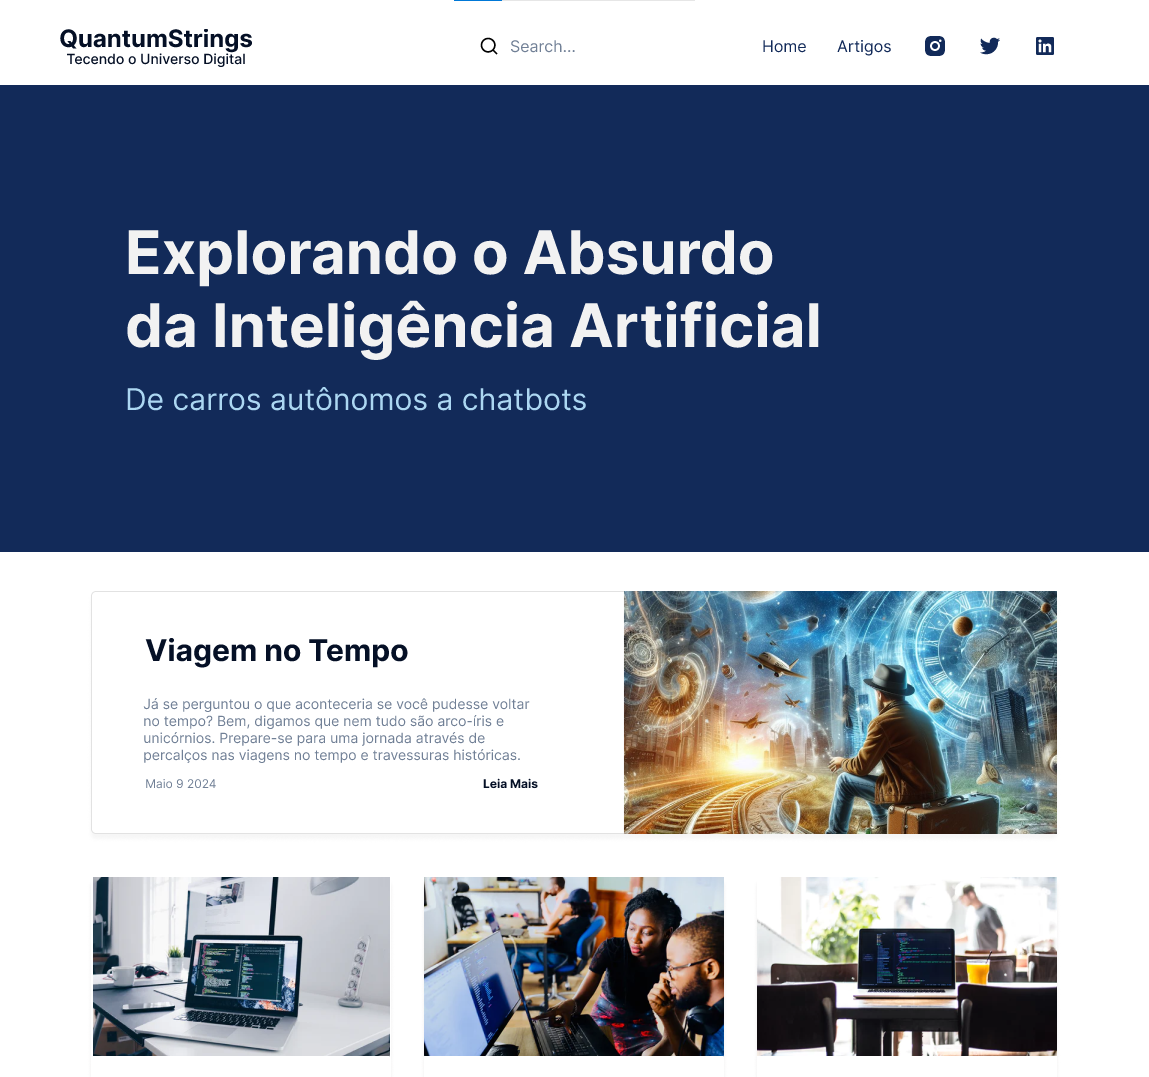 QuantumStrings
Tecendo o Universo Digital
Search...
Home
Artigos
Explorando o Absurdo
da Inteligência Artificial
De carros autônomos a chatbots
Viagem no Tempo
Já se perguntou o que aconteceria se você pudesse voltar
no tempo? Bem, digamos que nem tudo são arco-íris e
unicórnios. Prepare-se para uma jornada através de
percalços nas viagens no tempo e travessuras históricas.
Maio 9 2024
Leia Mais